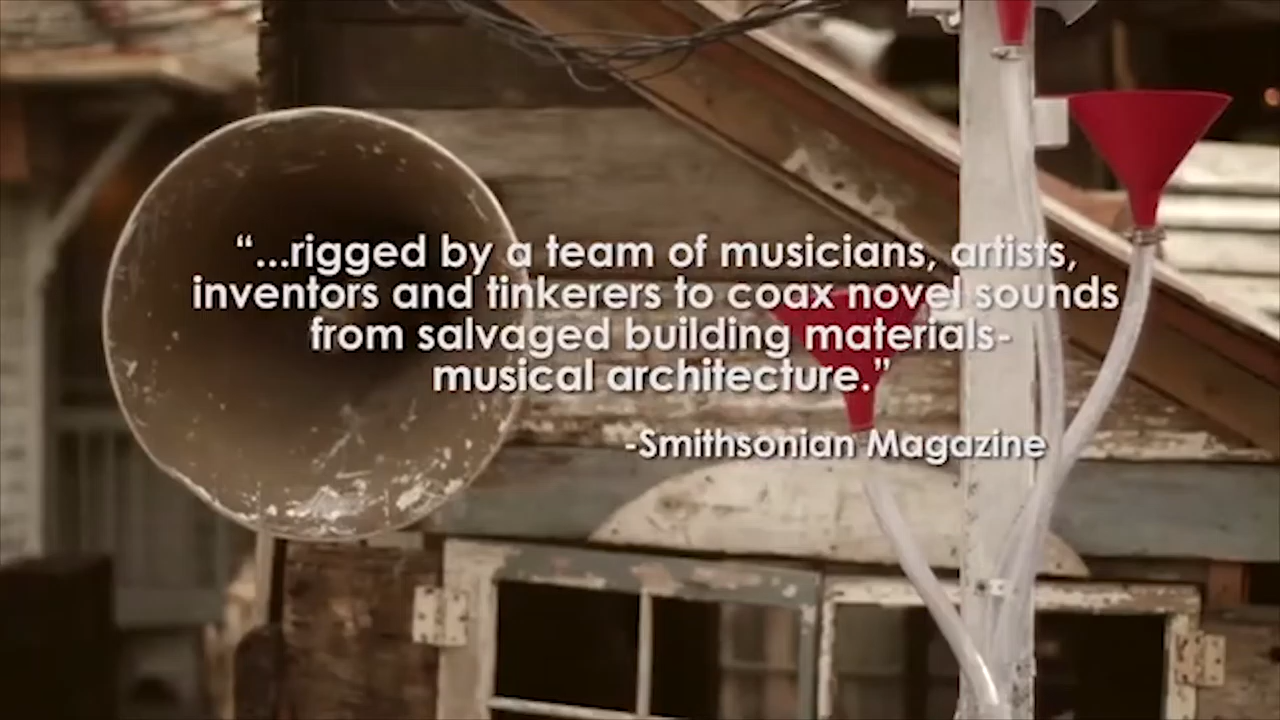 “...rigged by a team of musicians, artists,
inventors and tinkerers to coax novel sounds
from salvaged building materials-
musical architecture.”
-Smithsonian Magazine